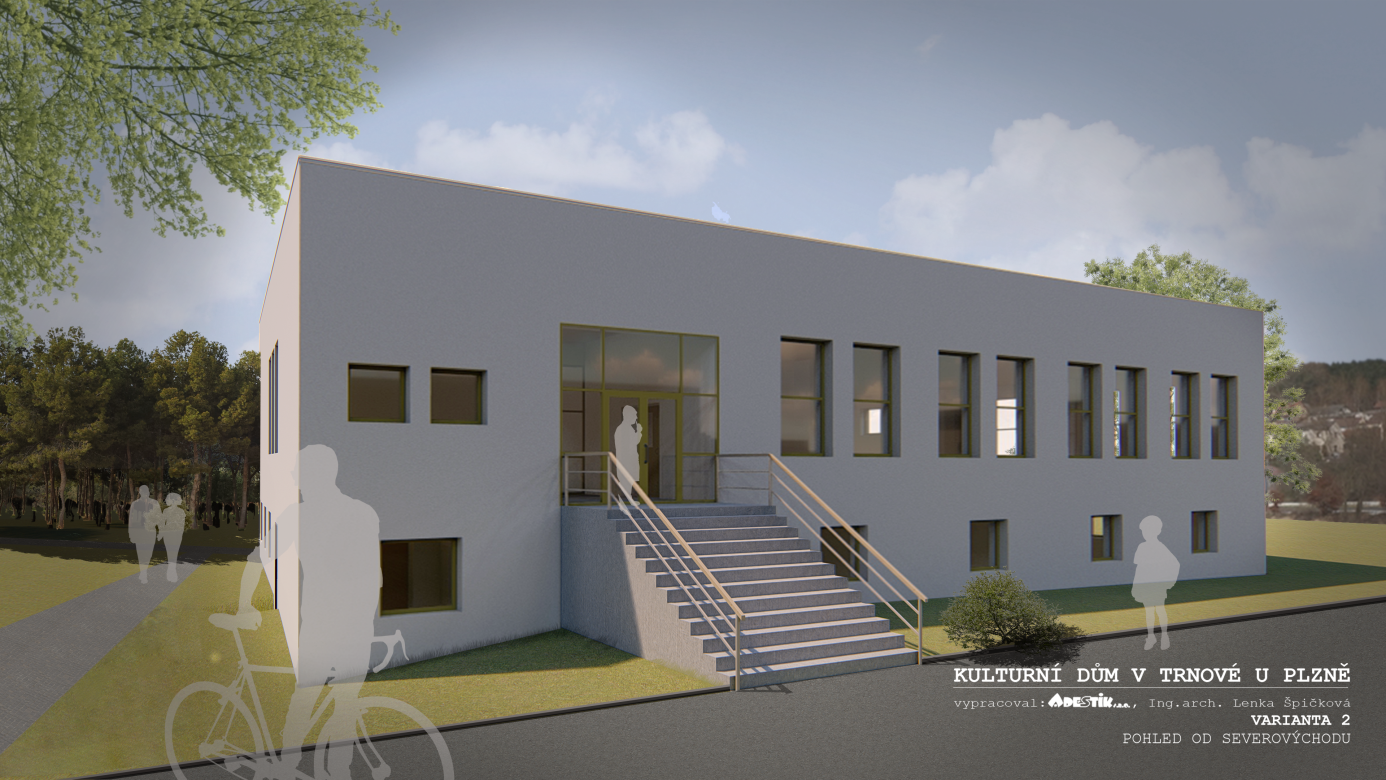 KULTURNÍ DŮM V TRNOVÉ U PLZNĚ
vypracoval: ADESTIK s.r.o., Ing.arch. Lenka Špičková
VARIANTA 2
POHLED OD SEVEROVÝCHODU